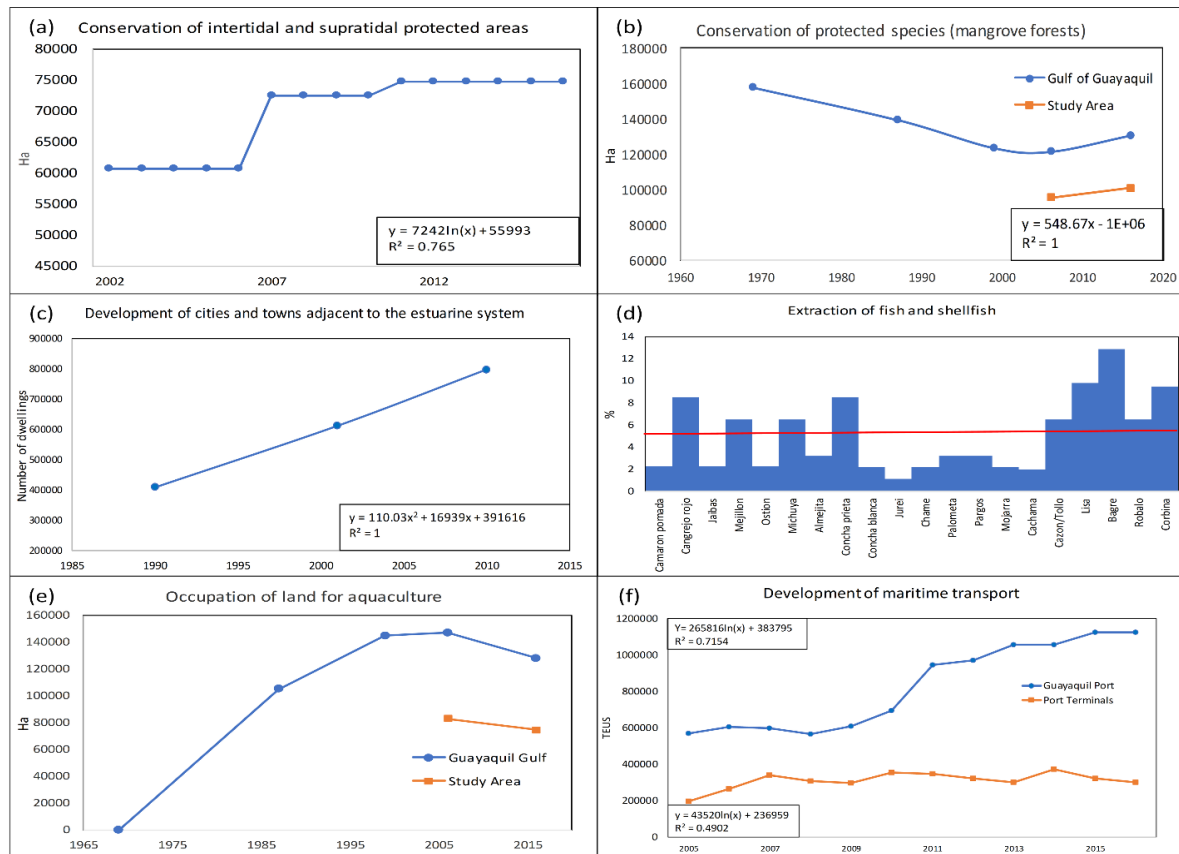 (a)
Conservation of intertidal and supratidal protected areas
80000
75000
70000
65000
60000
55000
50000
45000
Ha
y = 7242ln(x) + 55993
R² = 0.765
2002
2007
2012
(b)
Conservation of protected species (mangrove forests)
180000
160000
140000
120000
100000
80000
60000
Ha
Gulf of Guayaquil
Study Area
y = 548.67x - 1E+06
R² = 1
1960
1970
1980
1990
2000
2010
2020
(c)
Development of cities and towns adjacent to the estuarine system
900000
800000
700000
600000
500000
400000
300000
200000
Number of dwellings
y = 110.03x² + 16939x + 391616
R² = 1
1985
1990
1995
2001
2005
2010
2015
(d)
Extraction of fish and shellfish
14
12
10
8
6
4
2
0
%
Camaron pomada
Cangrejo rojo
Jaibas
Mejillon
Ostion
Michuya
Almejita
Concha prieta
Concha blanca
Jurel
Chame
Palometa
Pargos
Mojarra
Cachama
Cazon/Tollo
Lisa
Bagre
Robalo
Corbina
(e)
Occupation of land for aquaculture
160000
140000
120000
100000
80000
60000
40000
20000
0
Ha
Guayaquil Gulf
Study Area
1965
1975
1985
1995
2005
2015
(f)
Development of maritime transport
1200000
1000000
800000
600000
400000
200000
0
TEUS
Y= 265816ln(x) + 383795
R² = 0.7154
Guayaquil Port
Port Terminals
y = 43520ln(x) + 236959
R² = 0.4902
2005
2007
2009
2011
2013
2015